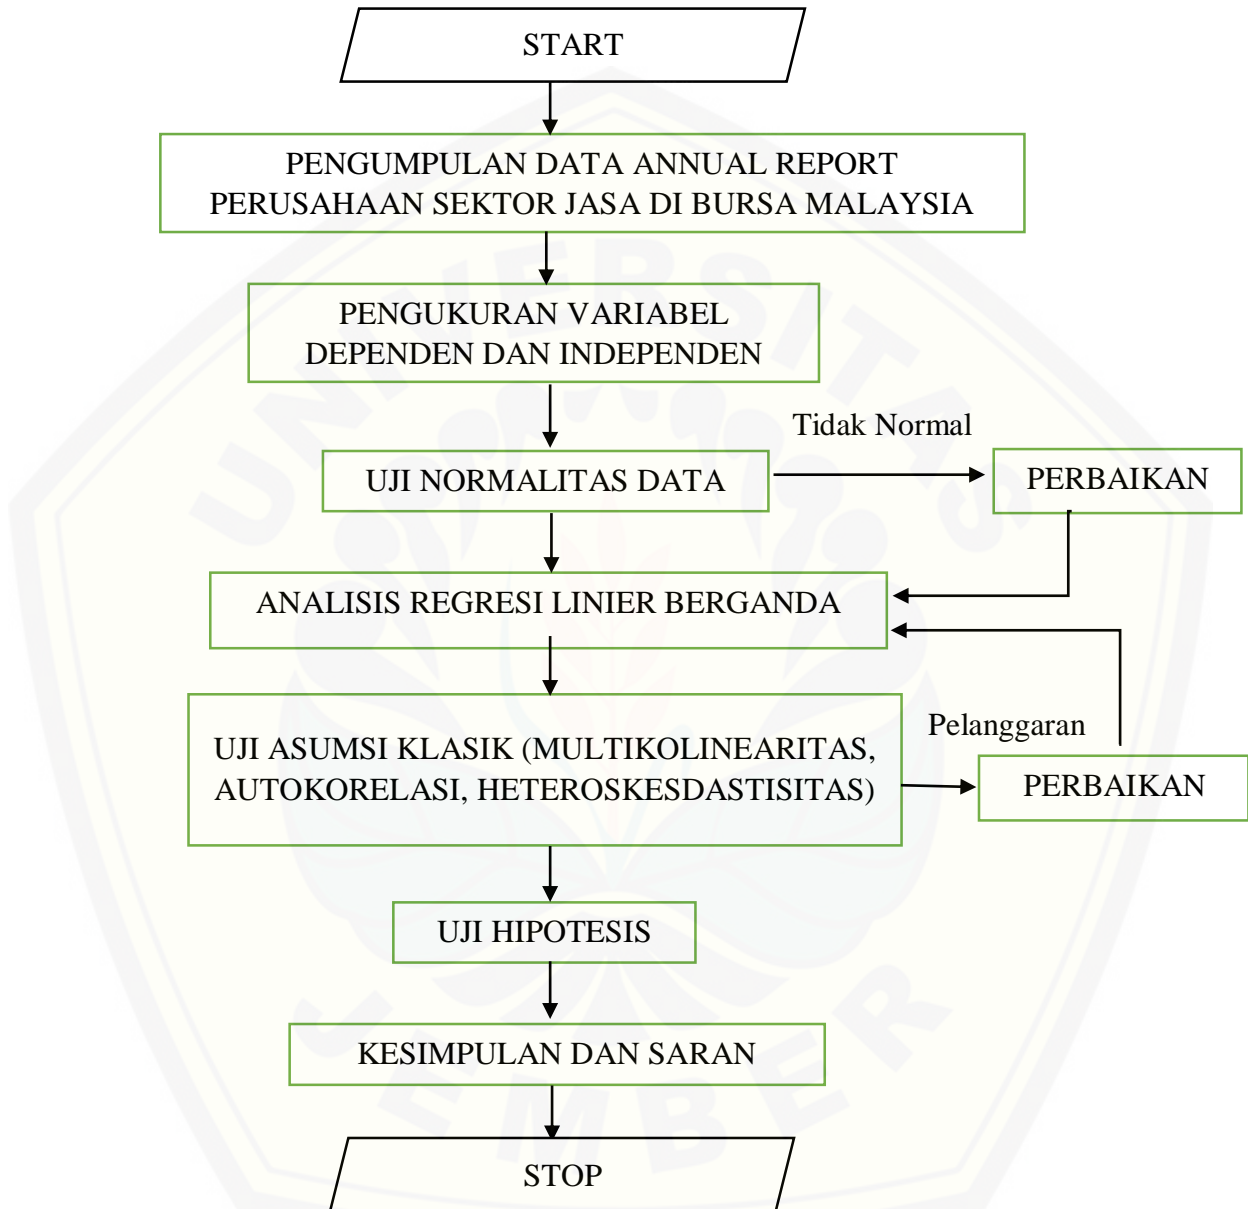 START
PENGUMPULAN DATA ANNUAL REPORT
PERUSAHAAN SEKTOR JASA DI BURSA MALAYSIA
PENGUKURAN VARIABEL
DEPENDEN DAN INDEPENDEN
Tidak Normal
UJI NORMALITAS DATA
PERBAIKAN
ANALISIS REGRESI LINIER BERGANDA
UJI ASUMSI KLASIK (MULTIKOLINEARITAS,
AUTOKORELASI, HETEROSKESDASTISITAS)
Pelanggaran
PERBAIKAN
UJI HIPOTESIS
KESIMPULAN DAN SARAN
STOP
UNIVERSITAS
JEMBER